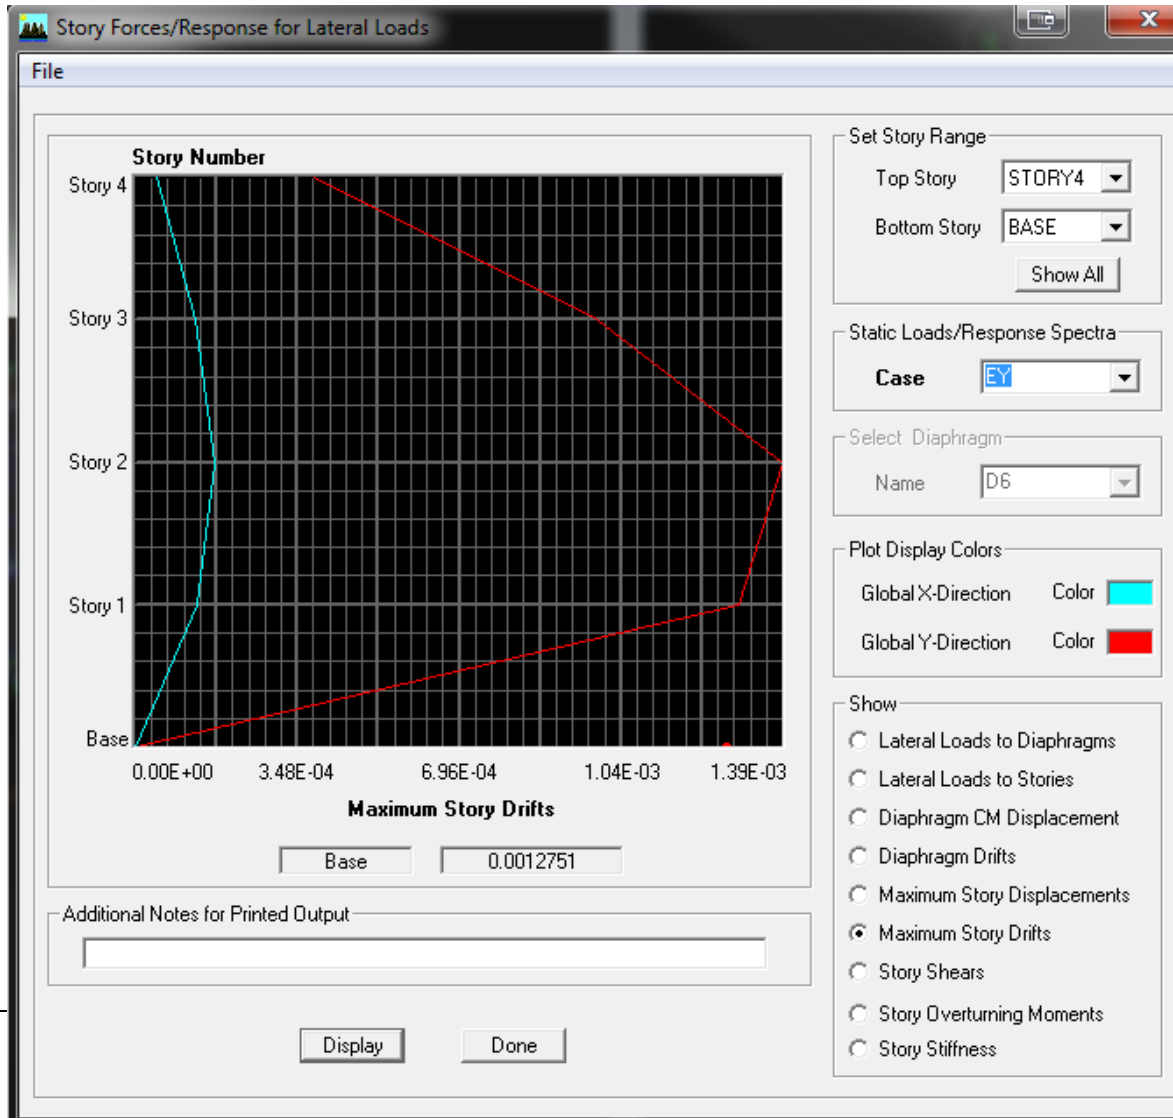 Story Forces/Response for Lateral Loads
File
Story Number
Story 4
Story 3
Story 2
Story 1
Base
0.00E+00 3.48E-04 6.96E-04 1.04E-03 1.39E-03
Maximum Story Drifts
Base 0.0012751
Additional Notes for Printed Output
Display Done
Set Story Range
Top Story STORY4
Bottom Story BASE
Show All
Static Loads/Response Spectra
Case EY
Select Diaphragm
Name D6
Plot Display Colors
Global X-Direction Color
Global Y-Direction Color
Show
Lateral Loads to Diaphragms
Lateral Loads to Stories
Diaphragm CM Displacement
Diaphragm Drifts
Maximum Story Displacements
Maximum Story Drifts
Story Shears
Story Overturning Moments
Story Stiffness